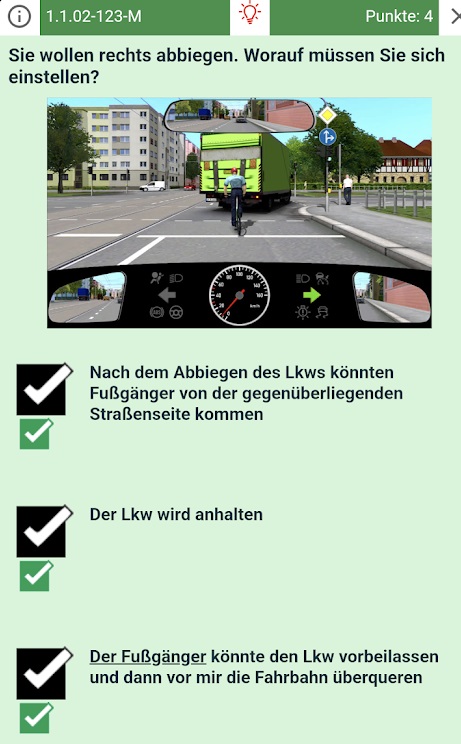 1.1.02-123-M
Punkte: 4
Sie wollen rechts abbiegen. Worauf müssen Sie sich
einstellen?
Nach dem Abbiegen des Lkws könnten
Fußgänger von der gegenüberliegenden
Straßenseite kommen
Der Lkw wird anhalten
Der Fußgänger könnte den Lkw vorbeilassen
und dann vor mir die Fahrbahn überqueren